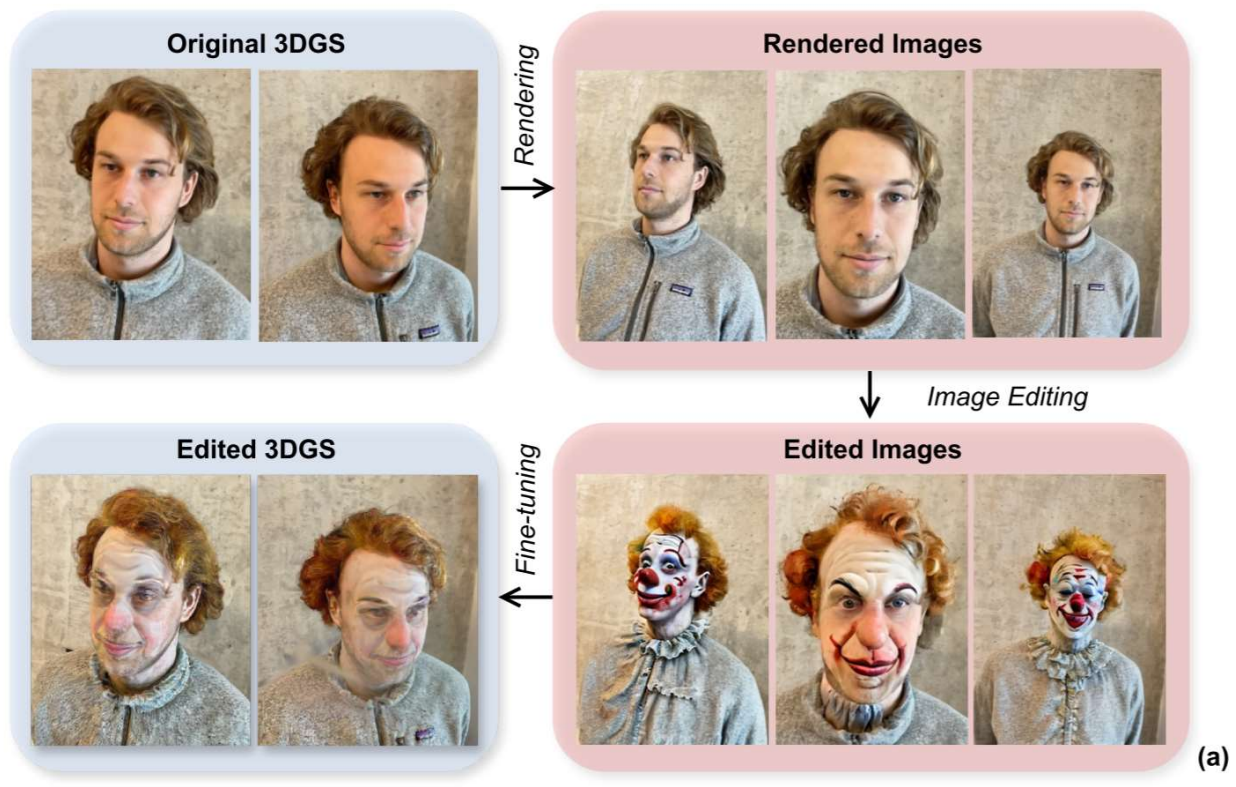 Original 3DGS
Rendering
Rendered Images
Image Editing
Edited 3DGS
Fine-tuning
Edited Images
(a)